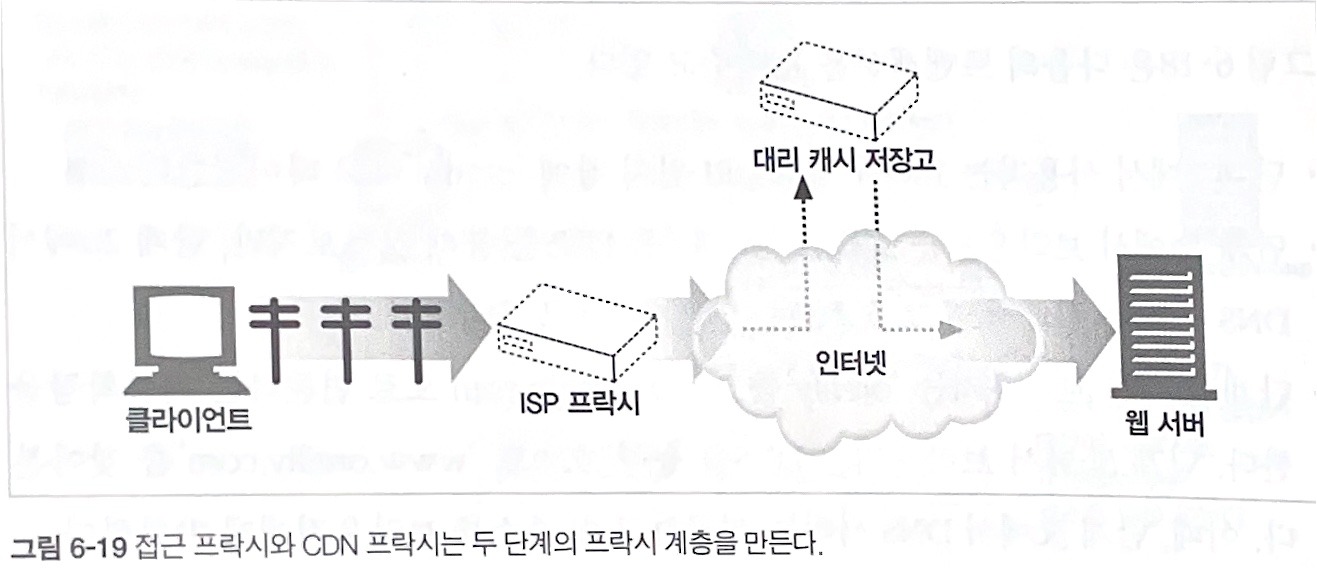 대리 캐시 저장고
인터넷
ISP 프락시
클라이언트
웹 서버
그림 6-19 접근 프락시와 CDN 프락시는 두 단계의 프락시 계층을 만든다.